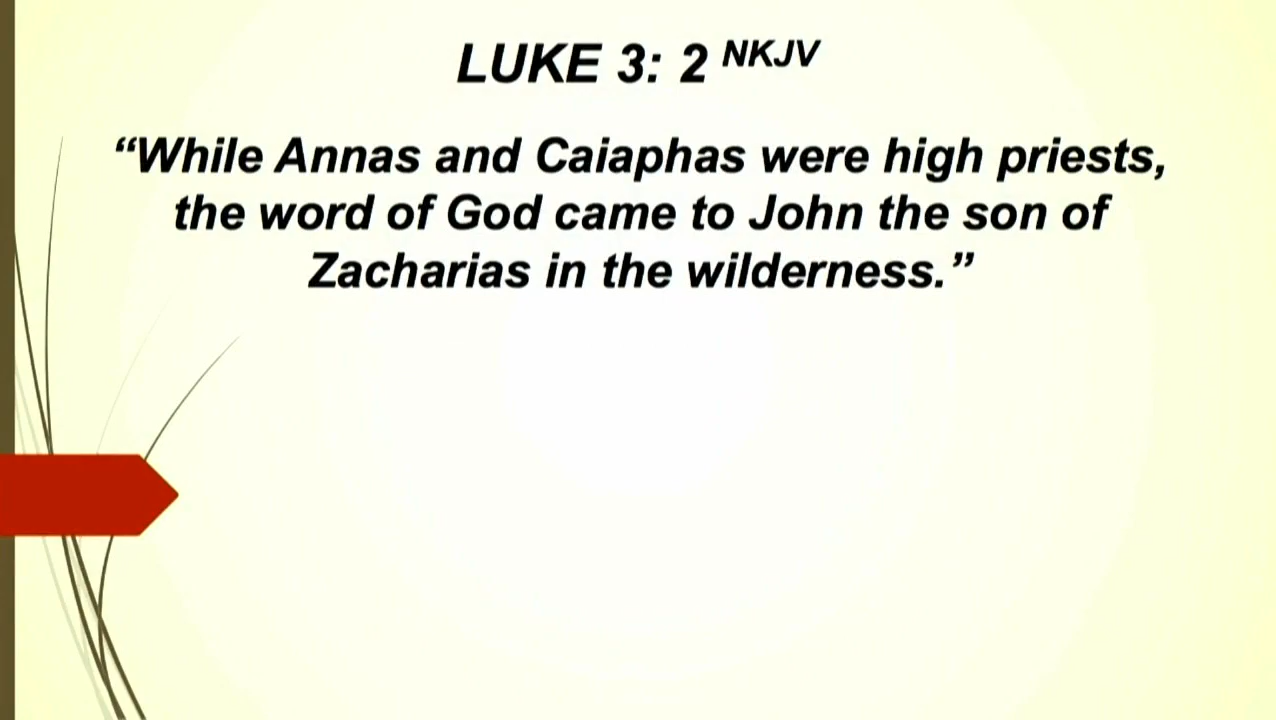 LUKE 3: 2 NKJV
“While Annas and Caiaphas were high priests,
the word of God came to John the son of
Zacharias in the wilderness.”